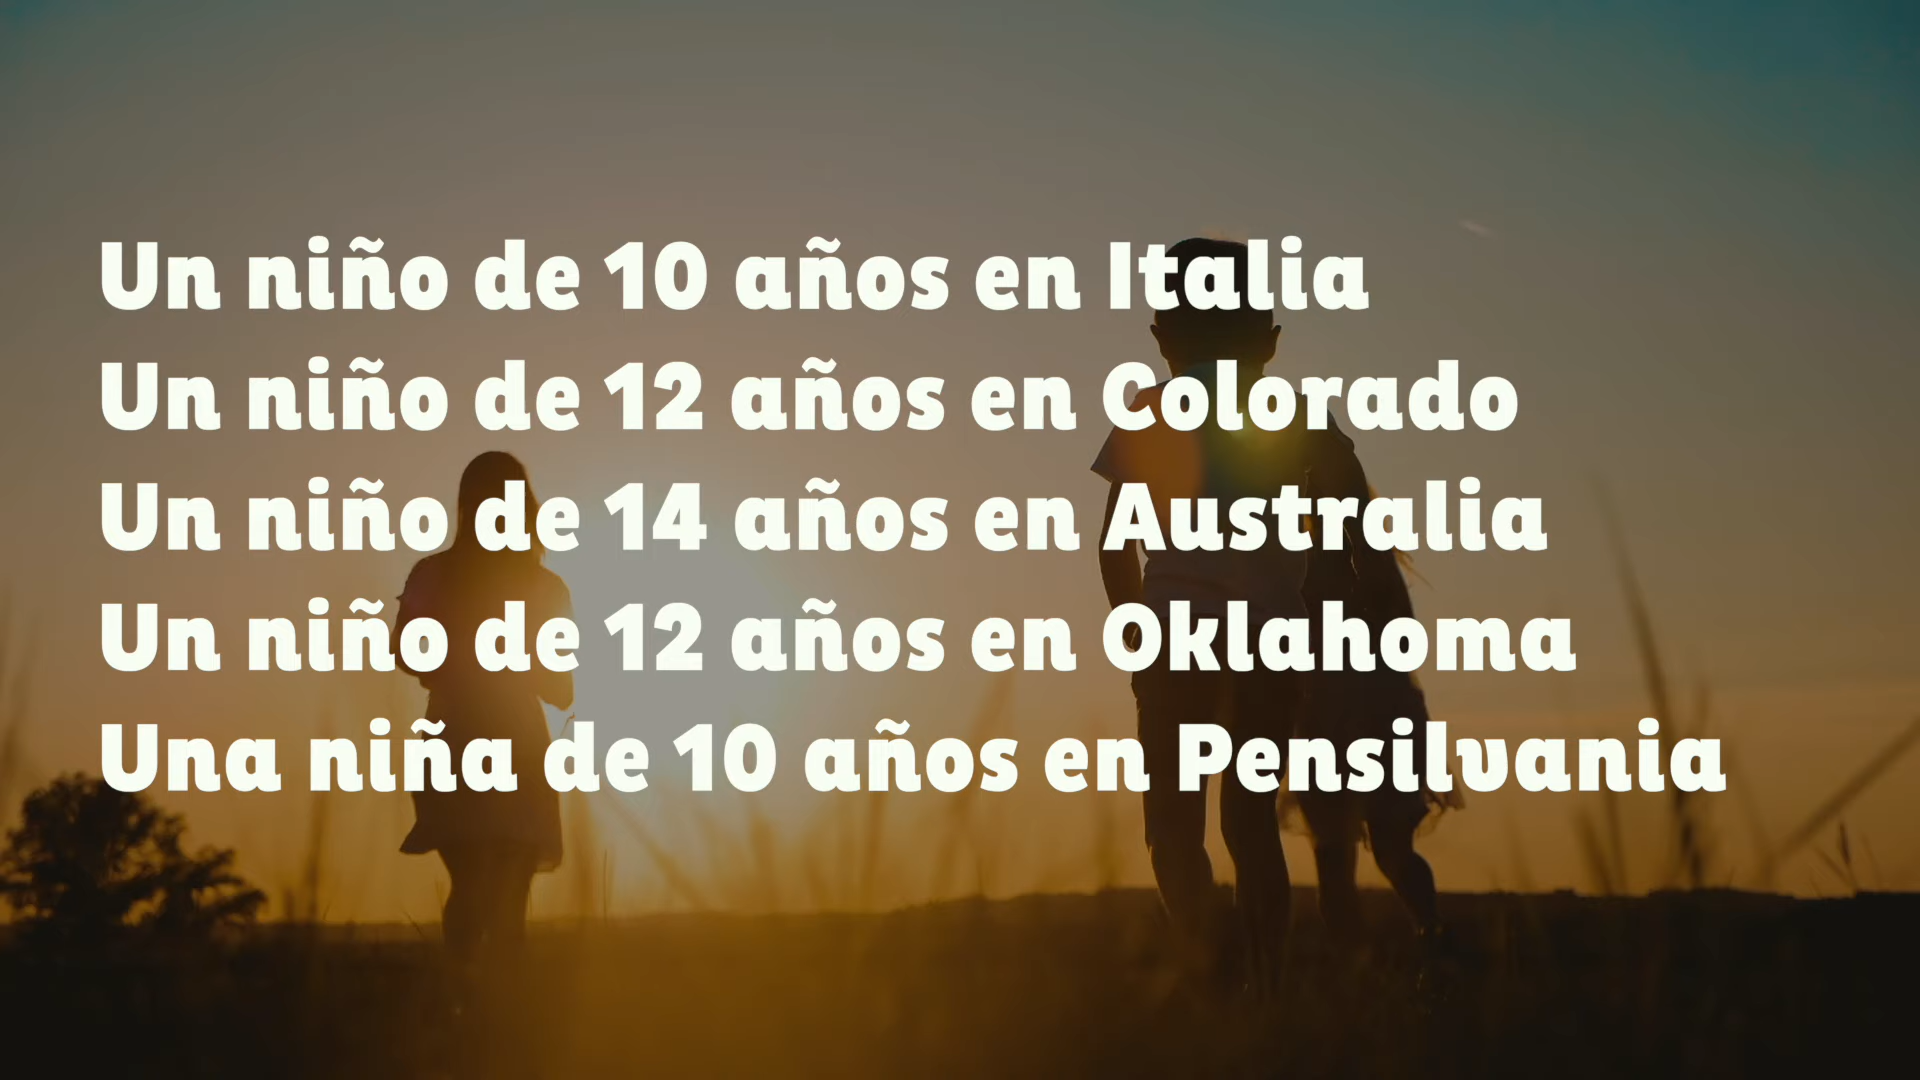 Un niño de 10 años en Italia
Un niño de 12 años en Colorado
Un niño de 14 años en Australia
Un niño de 12 años en Oklahoma
Una niña de 10 años en Pensilvania